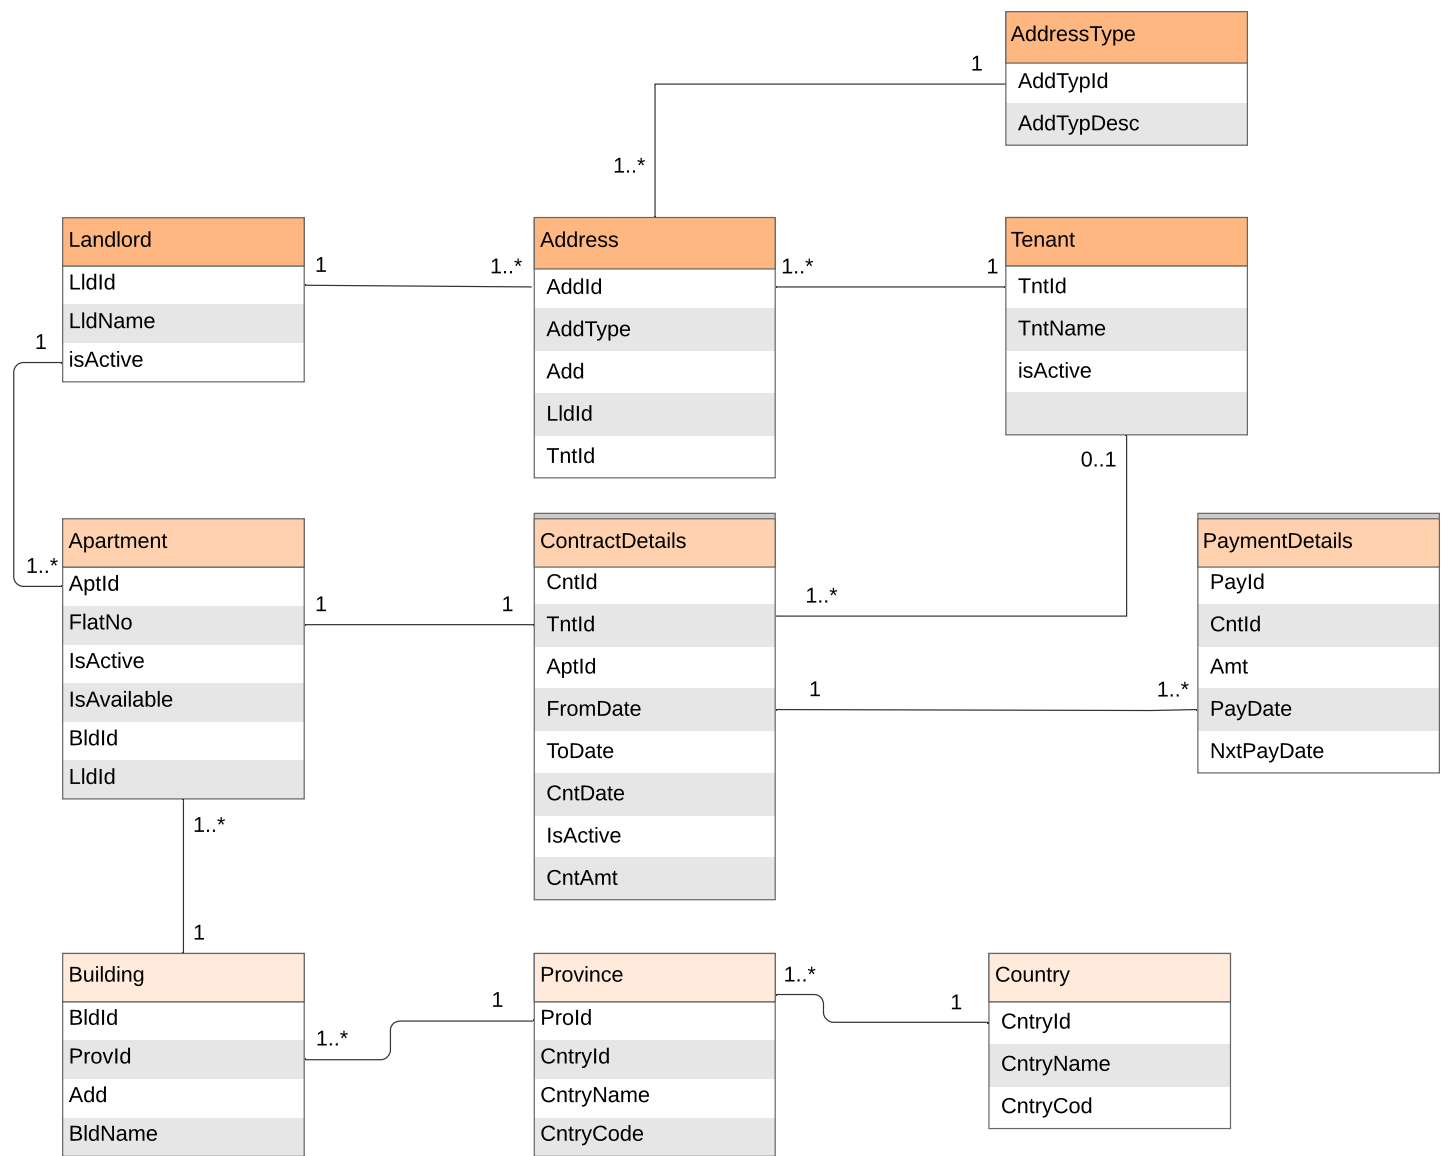 AddressType
AddTypId
AddTypDesc
1
1..*
Landlord
LldId
LldName
isActive
1
1..*
Address
AddId
AddType
Add
LldId
TntId
1..*
1
Tenant
TntId
TntName
isActive
1
1..*
0..1
Apartment
AptId
FlatNo
IsActive
IsAvailable
BldId
LldId
1
1
ContractDetails
CntId
TntId
AptId
FromDate
ToDate
CntDate
IsActive
CntAmt
1..*
1
1..*
PaymentDetails
PayId
CntId
Amt
PayDate
NxtPayDate
1..*
1
Building
BldId
ProvId
Add
BldName
1..*
1
Province
ProId
CntryId
CntryName
CntryCode
1..*
1
Country
CntryId
CntryName
CntryCod